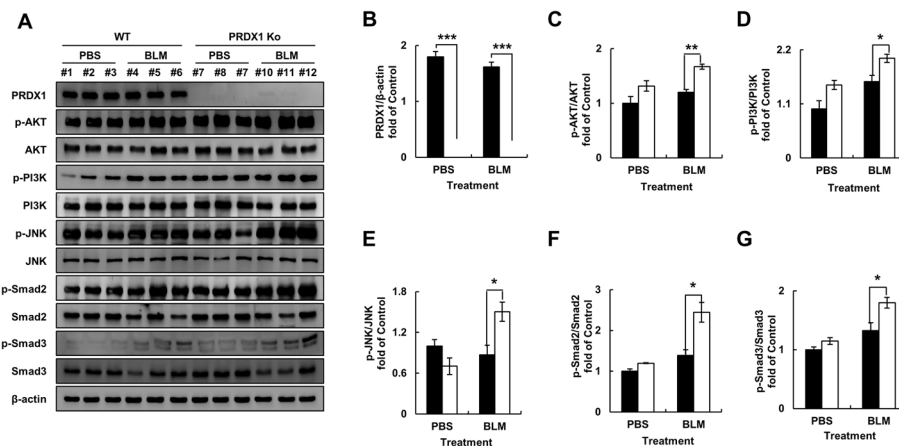 A
WT PRDX1 Ko
PBS BLM PBS BLM
#1 #2 #3 #4 #5 #6 #7 #8 #7 #10 #11 #12
PRDX1
p-AKT
AKT
p-PI3K
PI3K
p-JNK
JNK
p-Smad2
Smad2
p-Smad3
Smad3
β-actin
B
PRDX1/β-actin
fold of Control
2
1
0
***
***
PBS BLM
Treatment
C
p-AKT/AKT
fold of Control
2
1
0
**
PBS BLM
Treatment
D
p-PI3K/PI3K
fold of Control
2.2
1.1
0
*
PBS BLM
Treatment
E
p-JNK/JNK
fold of Control
1.8
1.2
0.6
0
*
PBS BLM
Treatment
F
p-Smad2/Smad2
fold of Control
3
2
1
0
*
PBS BLM
Treatment
G
p-Smad3/Smad3
fold of Control
2
1
0
*
PBS BLM
Treatment